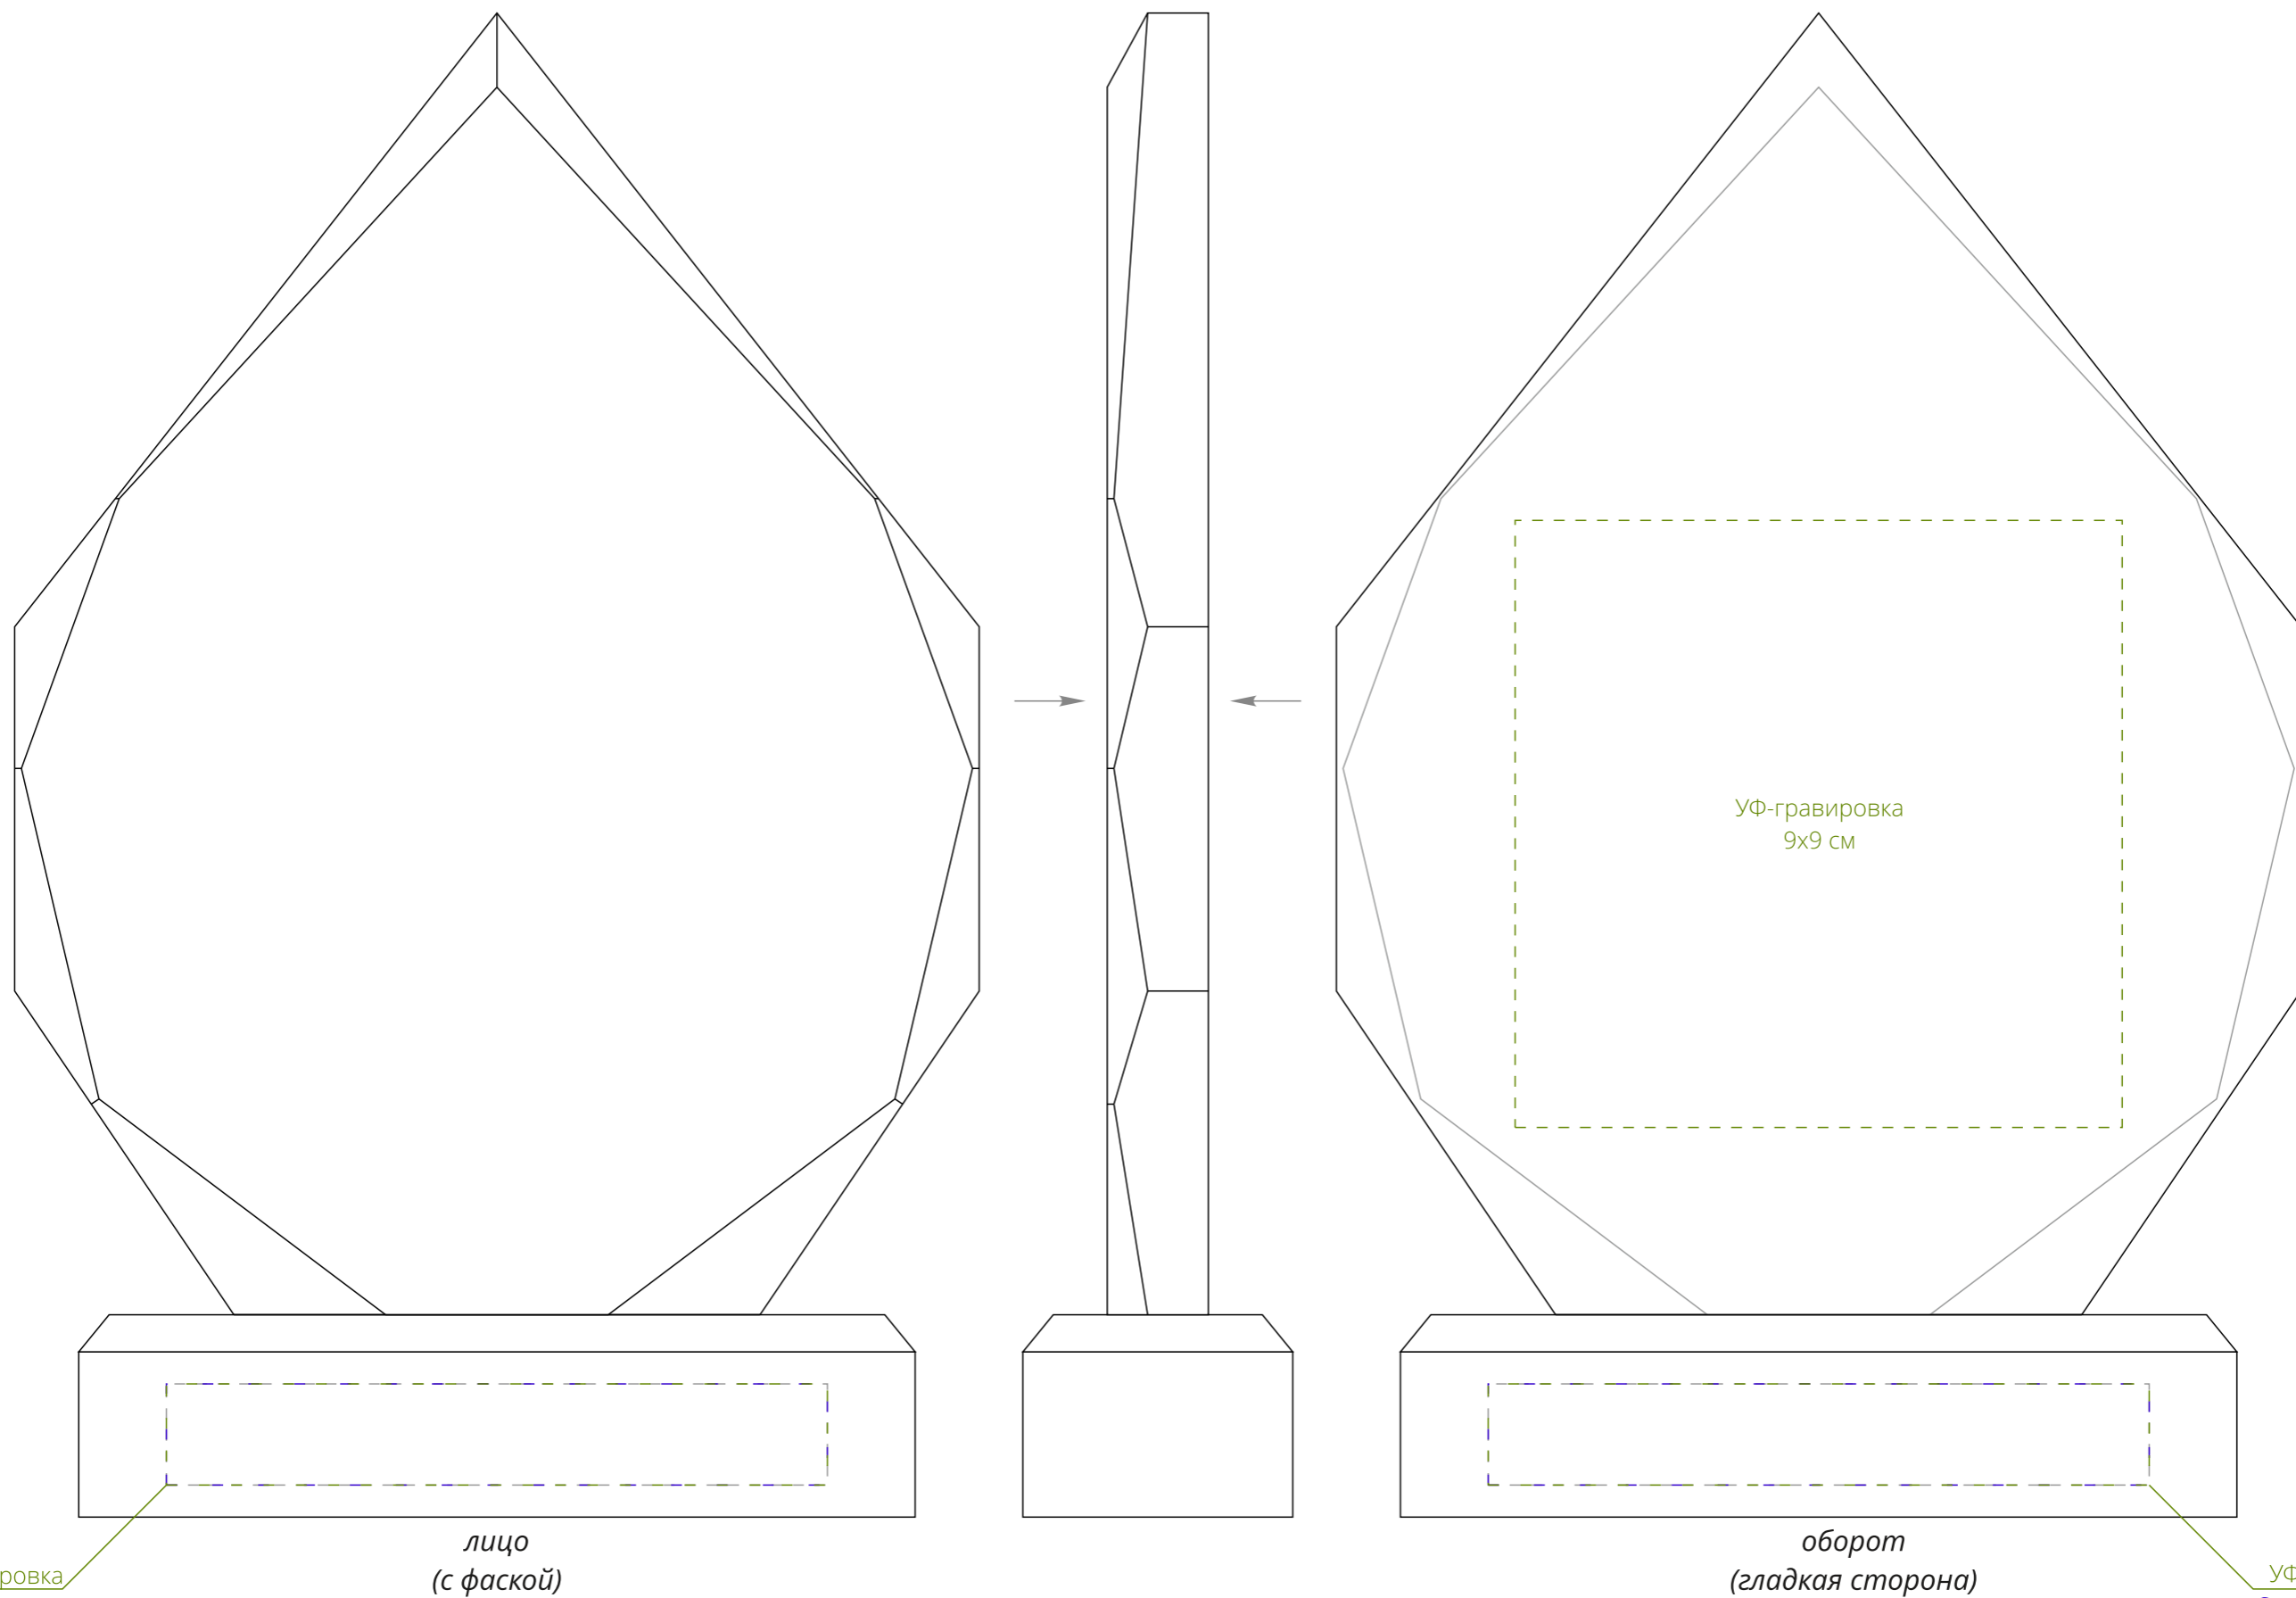 УФ-гравировка
9х9 см
лицо
(с фаской)
оборот
(гладкая сторона)
ровка
УФ